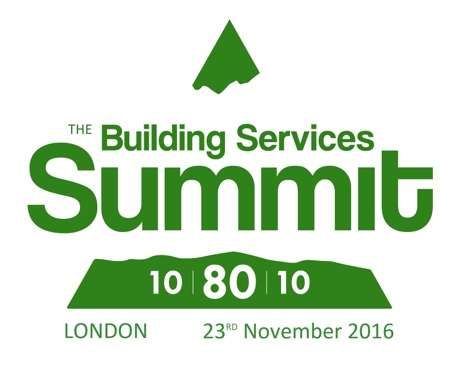 THE Building Services
Summit
10 | 80 | 10
LONDON 23RD November 2016